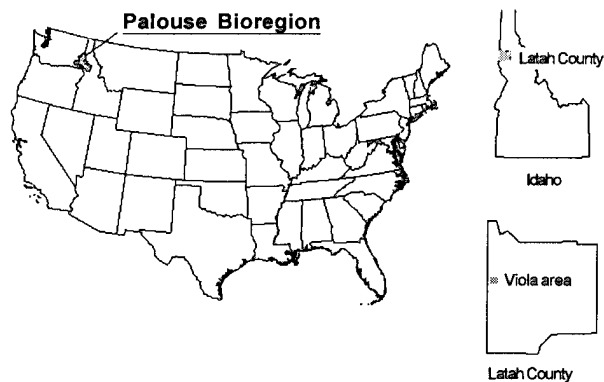 Palouse Bioregion
Latah County
Idaho
Viola area
Latah County